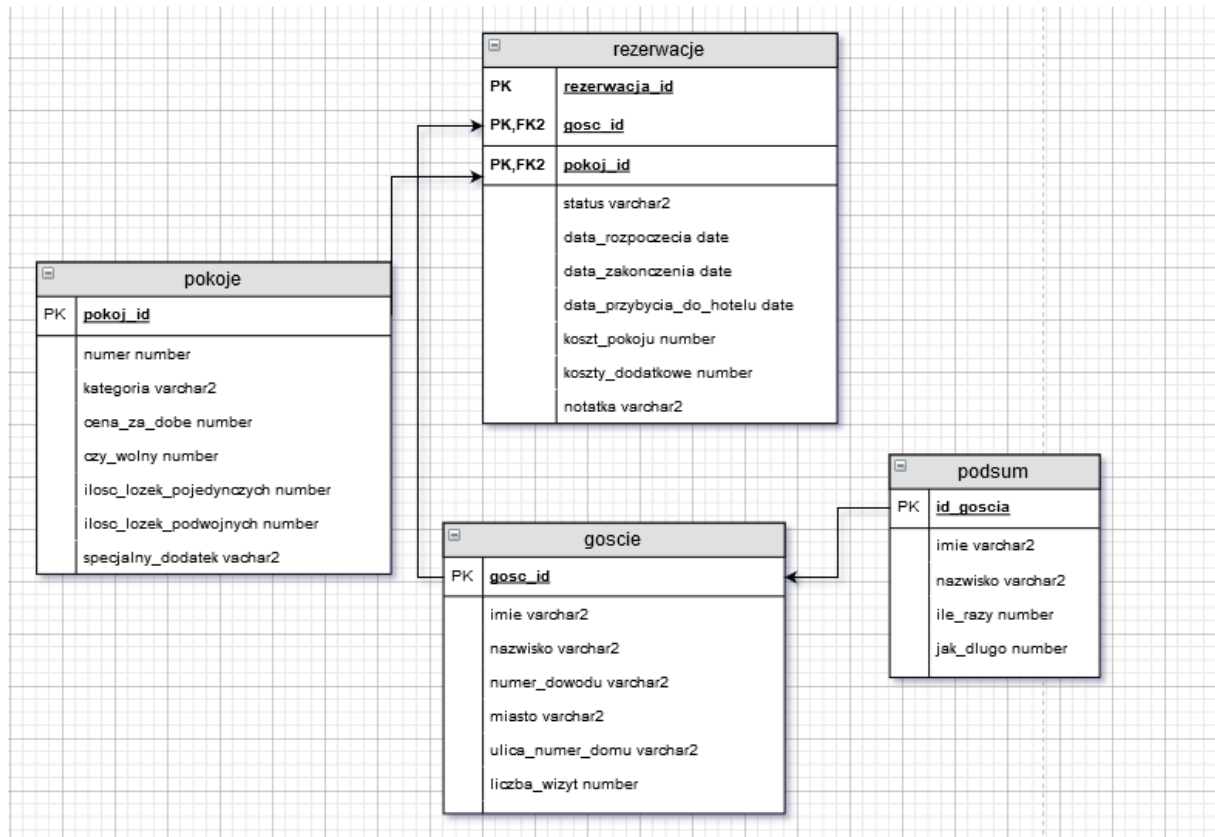 rezerwacje
PK rezerwacja_id
PK,FK2 gosc_id
PK,FK2 pokoj_id
status varchar2
data_rozpoczecia date
data_zakonczenia date
data_przybycia_do_hotelu date
koszt_pokoju number
koszty_dodatkowe number
notatka varchar2
pokoje
PK pokoj_id
numer number
kategoria varchar2
cena_za_dobe number
czy_wolny number
ilosc_lozek_pojedynczych number
ilosc_lozek_podwojnych number
specjalny_dodatek vachar2
goscie
PK gosc_id
imie varchar2
nazwisko varchar2
numer_dowodu varchar2
miasto varchar2
ulica_numer_domu varchar2
liczba_wizyt number
podsum
PK id_goscia
imie varchar2
nazwisko varchar2
ile_razy number
jak_dlugo number